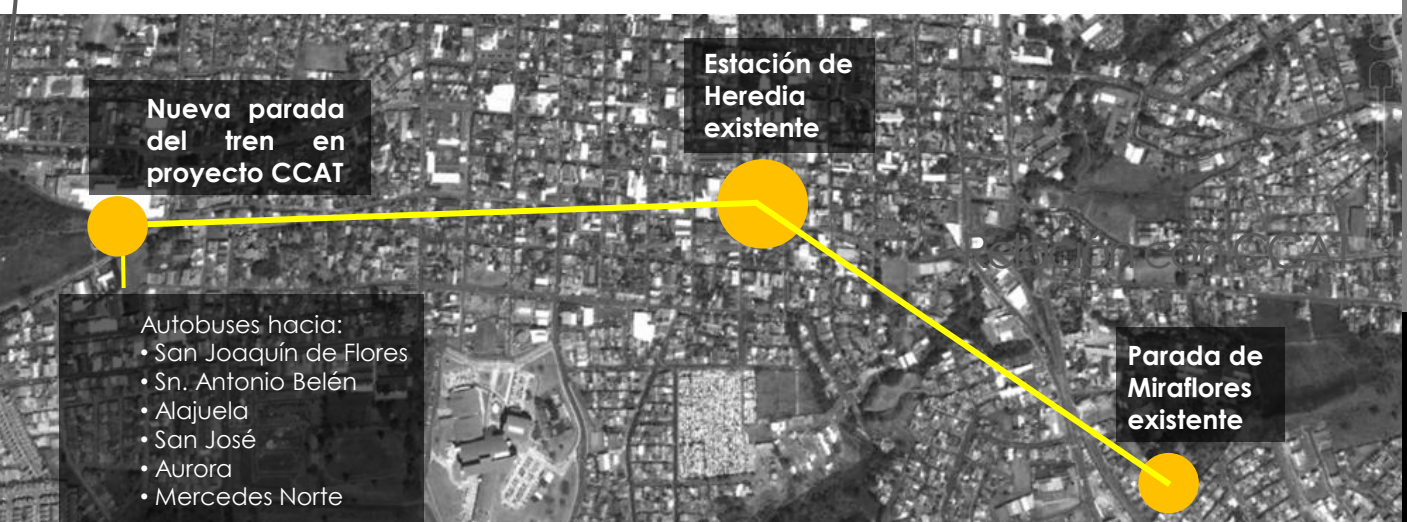 Nueva parada
del tren en
proyecto CCAT
Estación de
Heredia
existente
Autobuses hacia:
• San Joaquín de Flores
• Sn. Antonio Belén
• Alajuela
• San José
• Aurora
• Mercedes Norte
Parada de
Miraflores
existente